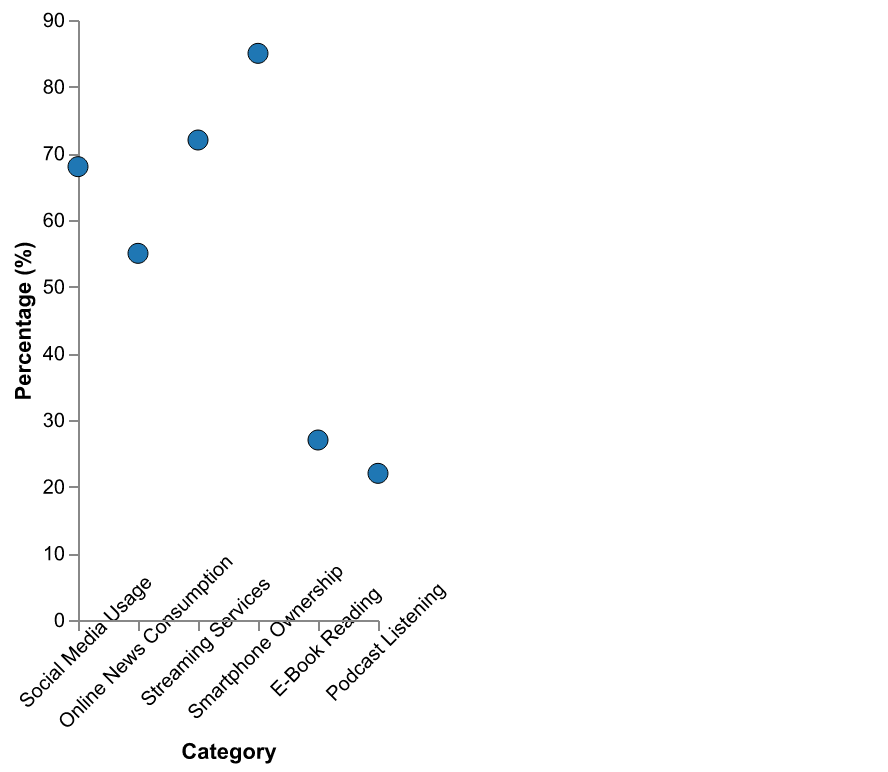 90
80
70
60
50
40
30
20
10
0
Percentage (%)
Social Media Usage
Online News Consumption
Streaming Services
Smartphone Ownership
E-Book Reading
Podcast Listening
Category